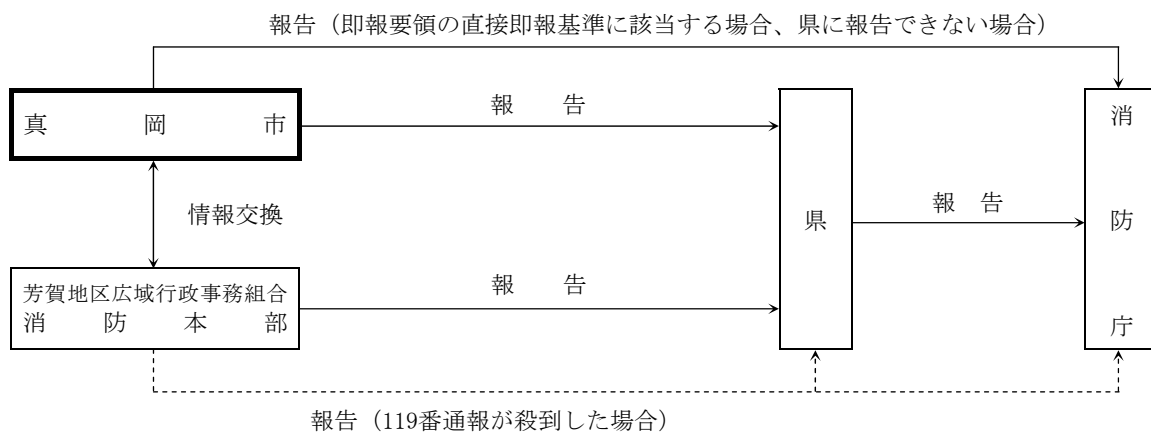 報告（即報要領の直接即報基準に該当する場合、県に報告できない場合）
真岡市
報告
消防庁
県
情報交換
報告
芳賀地区広域行政事務組合
消防本部
報告
報告（119番通報が殺到した場合）